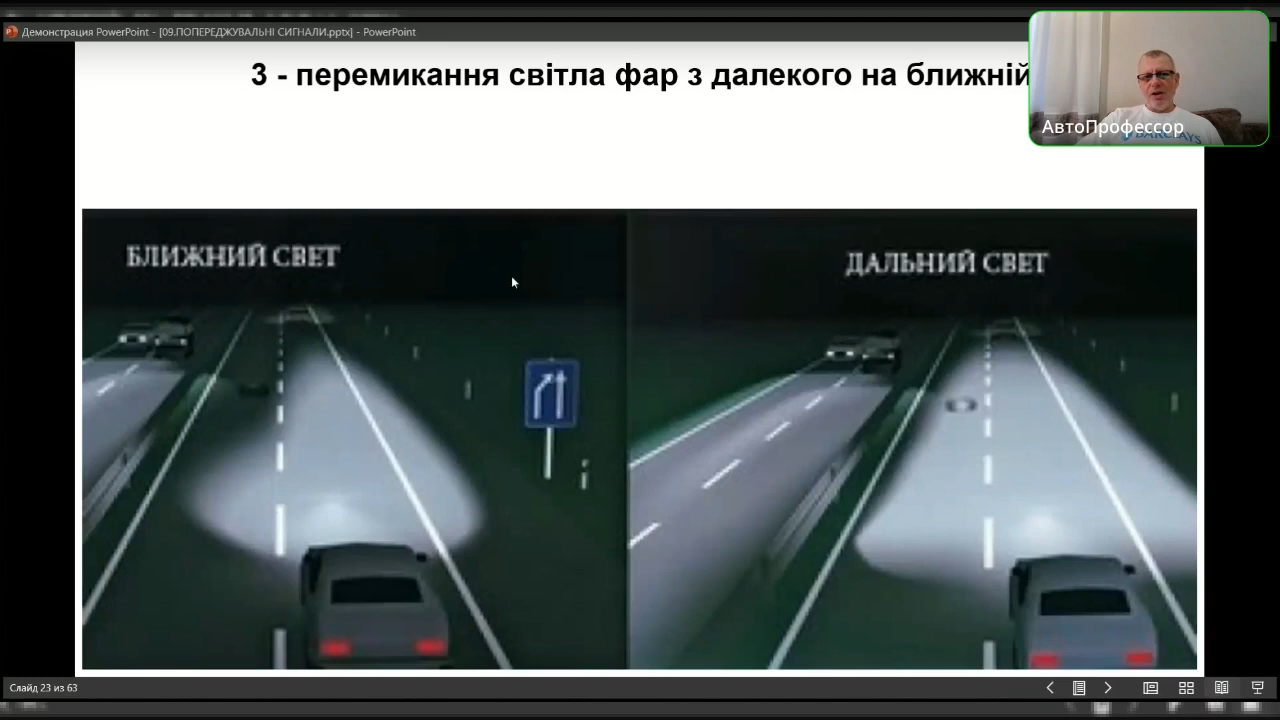 Демонстрация PowerPoint - [09.ПОПЕРЕДЖУВАЛЬНІ СИГНАЛИ.pptx] - PowerPoint
3 - перемикання світла фар з далекого на ближній
АвтоПрофессор
BARCLAYS
БЛИЖНИЙ СВЕТ
ДАЛЬНИЙ СВЕТ
Слайд 23 из 63